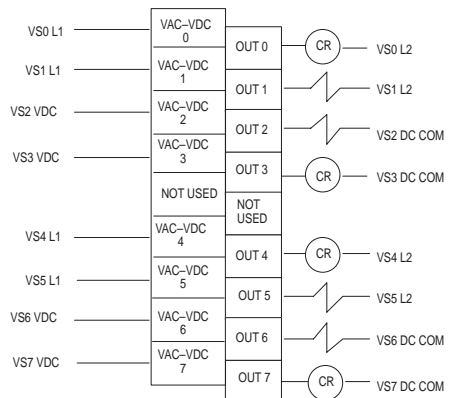 VS0 L1
VAC–VDC
0
OUT 0
CR
VS0 L2
VS1 L1
VAC–VDC
1
OUT 1
VS1 L2
VS2 VDC
VAC–VDC
2
OUT 2
VS2 DC COM
VS3 VDC
VAC–VDC
3
OUT 3
CR
VS3 DC COM
NOT USED
NOT
USED
VS4 L1
VAC–VDC
4
OUT 4
CR
VS4 L2
VS5 L1
VAC–VDC
5
OUT 5
VS5 L2
VS6 VDC
VAC–VDC
6
OUT 6
VS6 DC COM
VS7 VDC
VAC–VDC
7
OUT 7
CR
VS7 DC COM